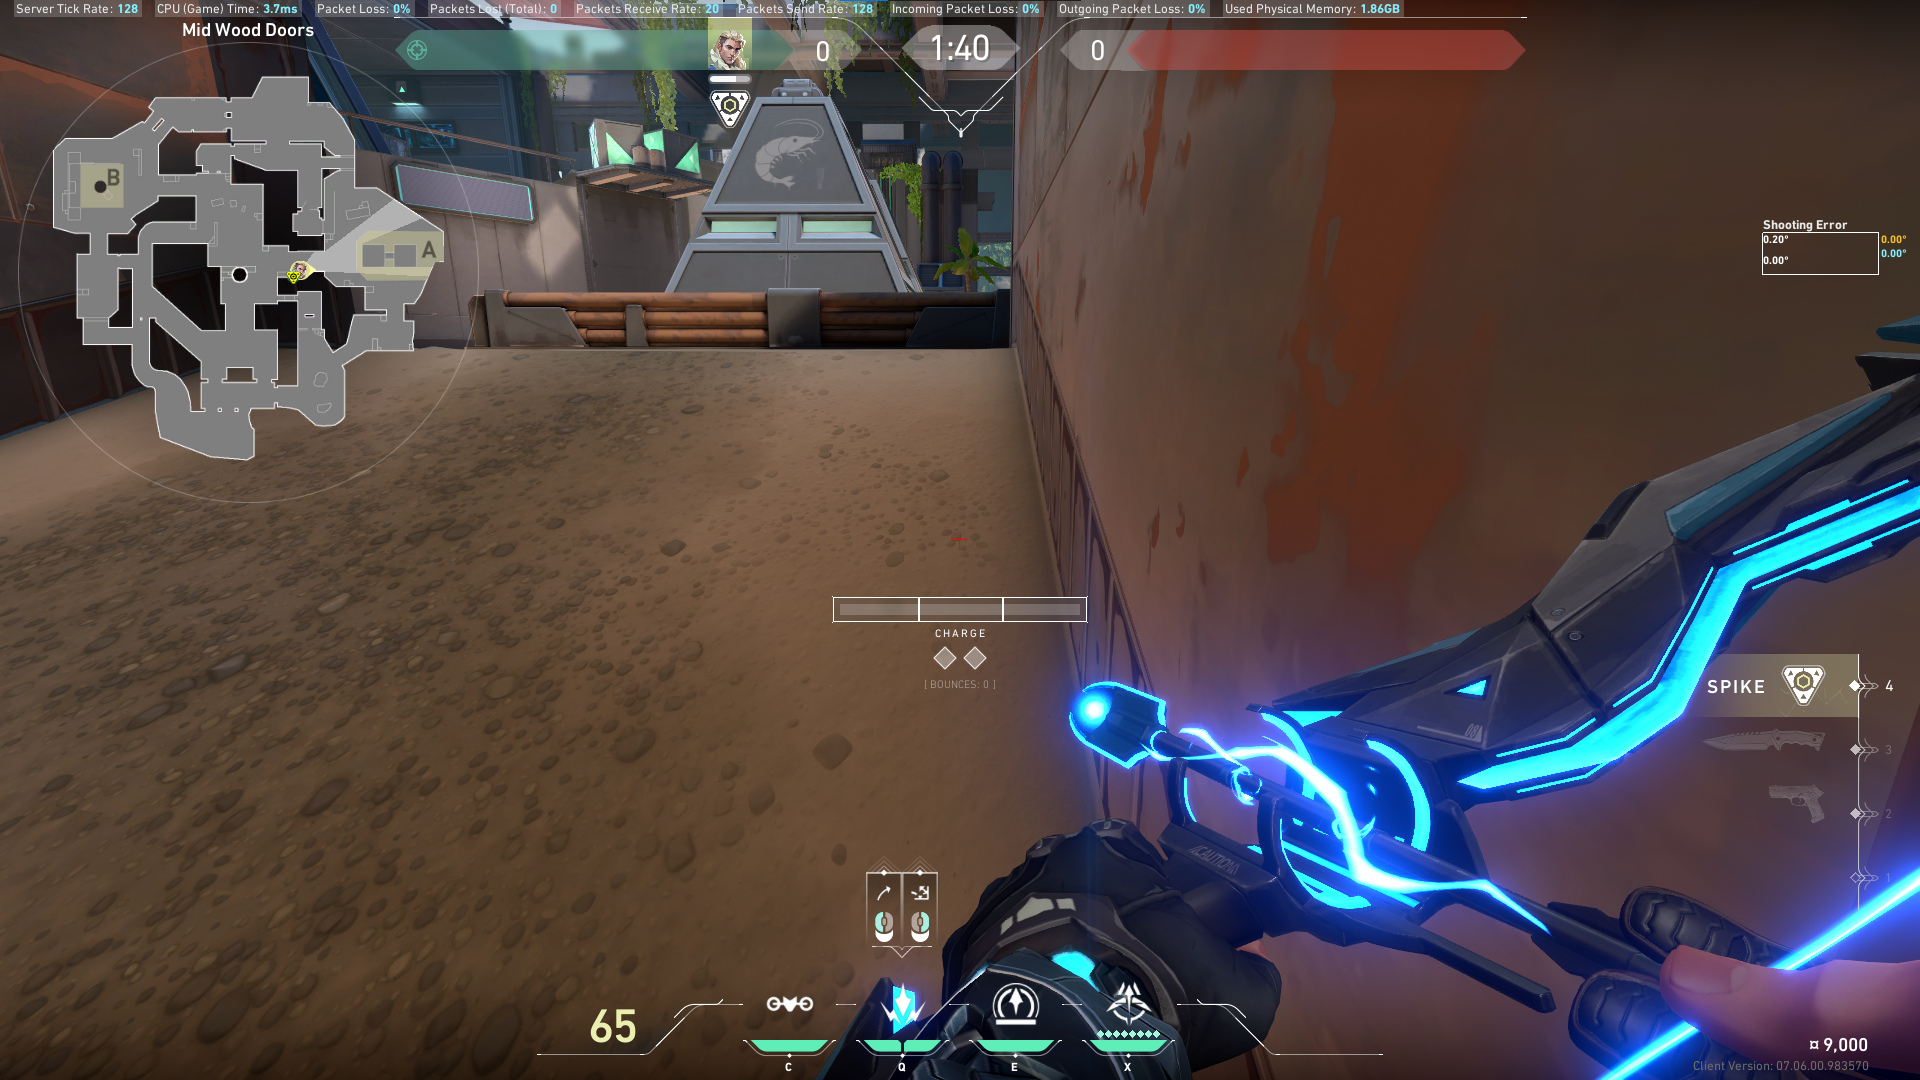 Server Tick Rate: 128 CPU (Game) Time: 3.7ms Packet Loss: 0% Packets Lost (Total): 0 Packets Receive Rate: 20 Packets Send Rate: 128 Incoming Packet Loss: 0% Outgoing Packet Loss: 0% Used Physical Memory: 1.86GB
Mid Wood Doors
0 1:40 0
B
A
Shooting Error
0.20° 0.00°
0.00°
0.00°
CHARGE
[ BOUNCES: 0 ]
SPIKE 4
3
2
1
CAUTION
65
C Q E X
¤ 9,000
Client Version: 07.06.00.983570